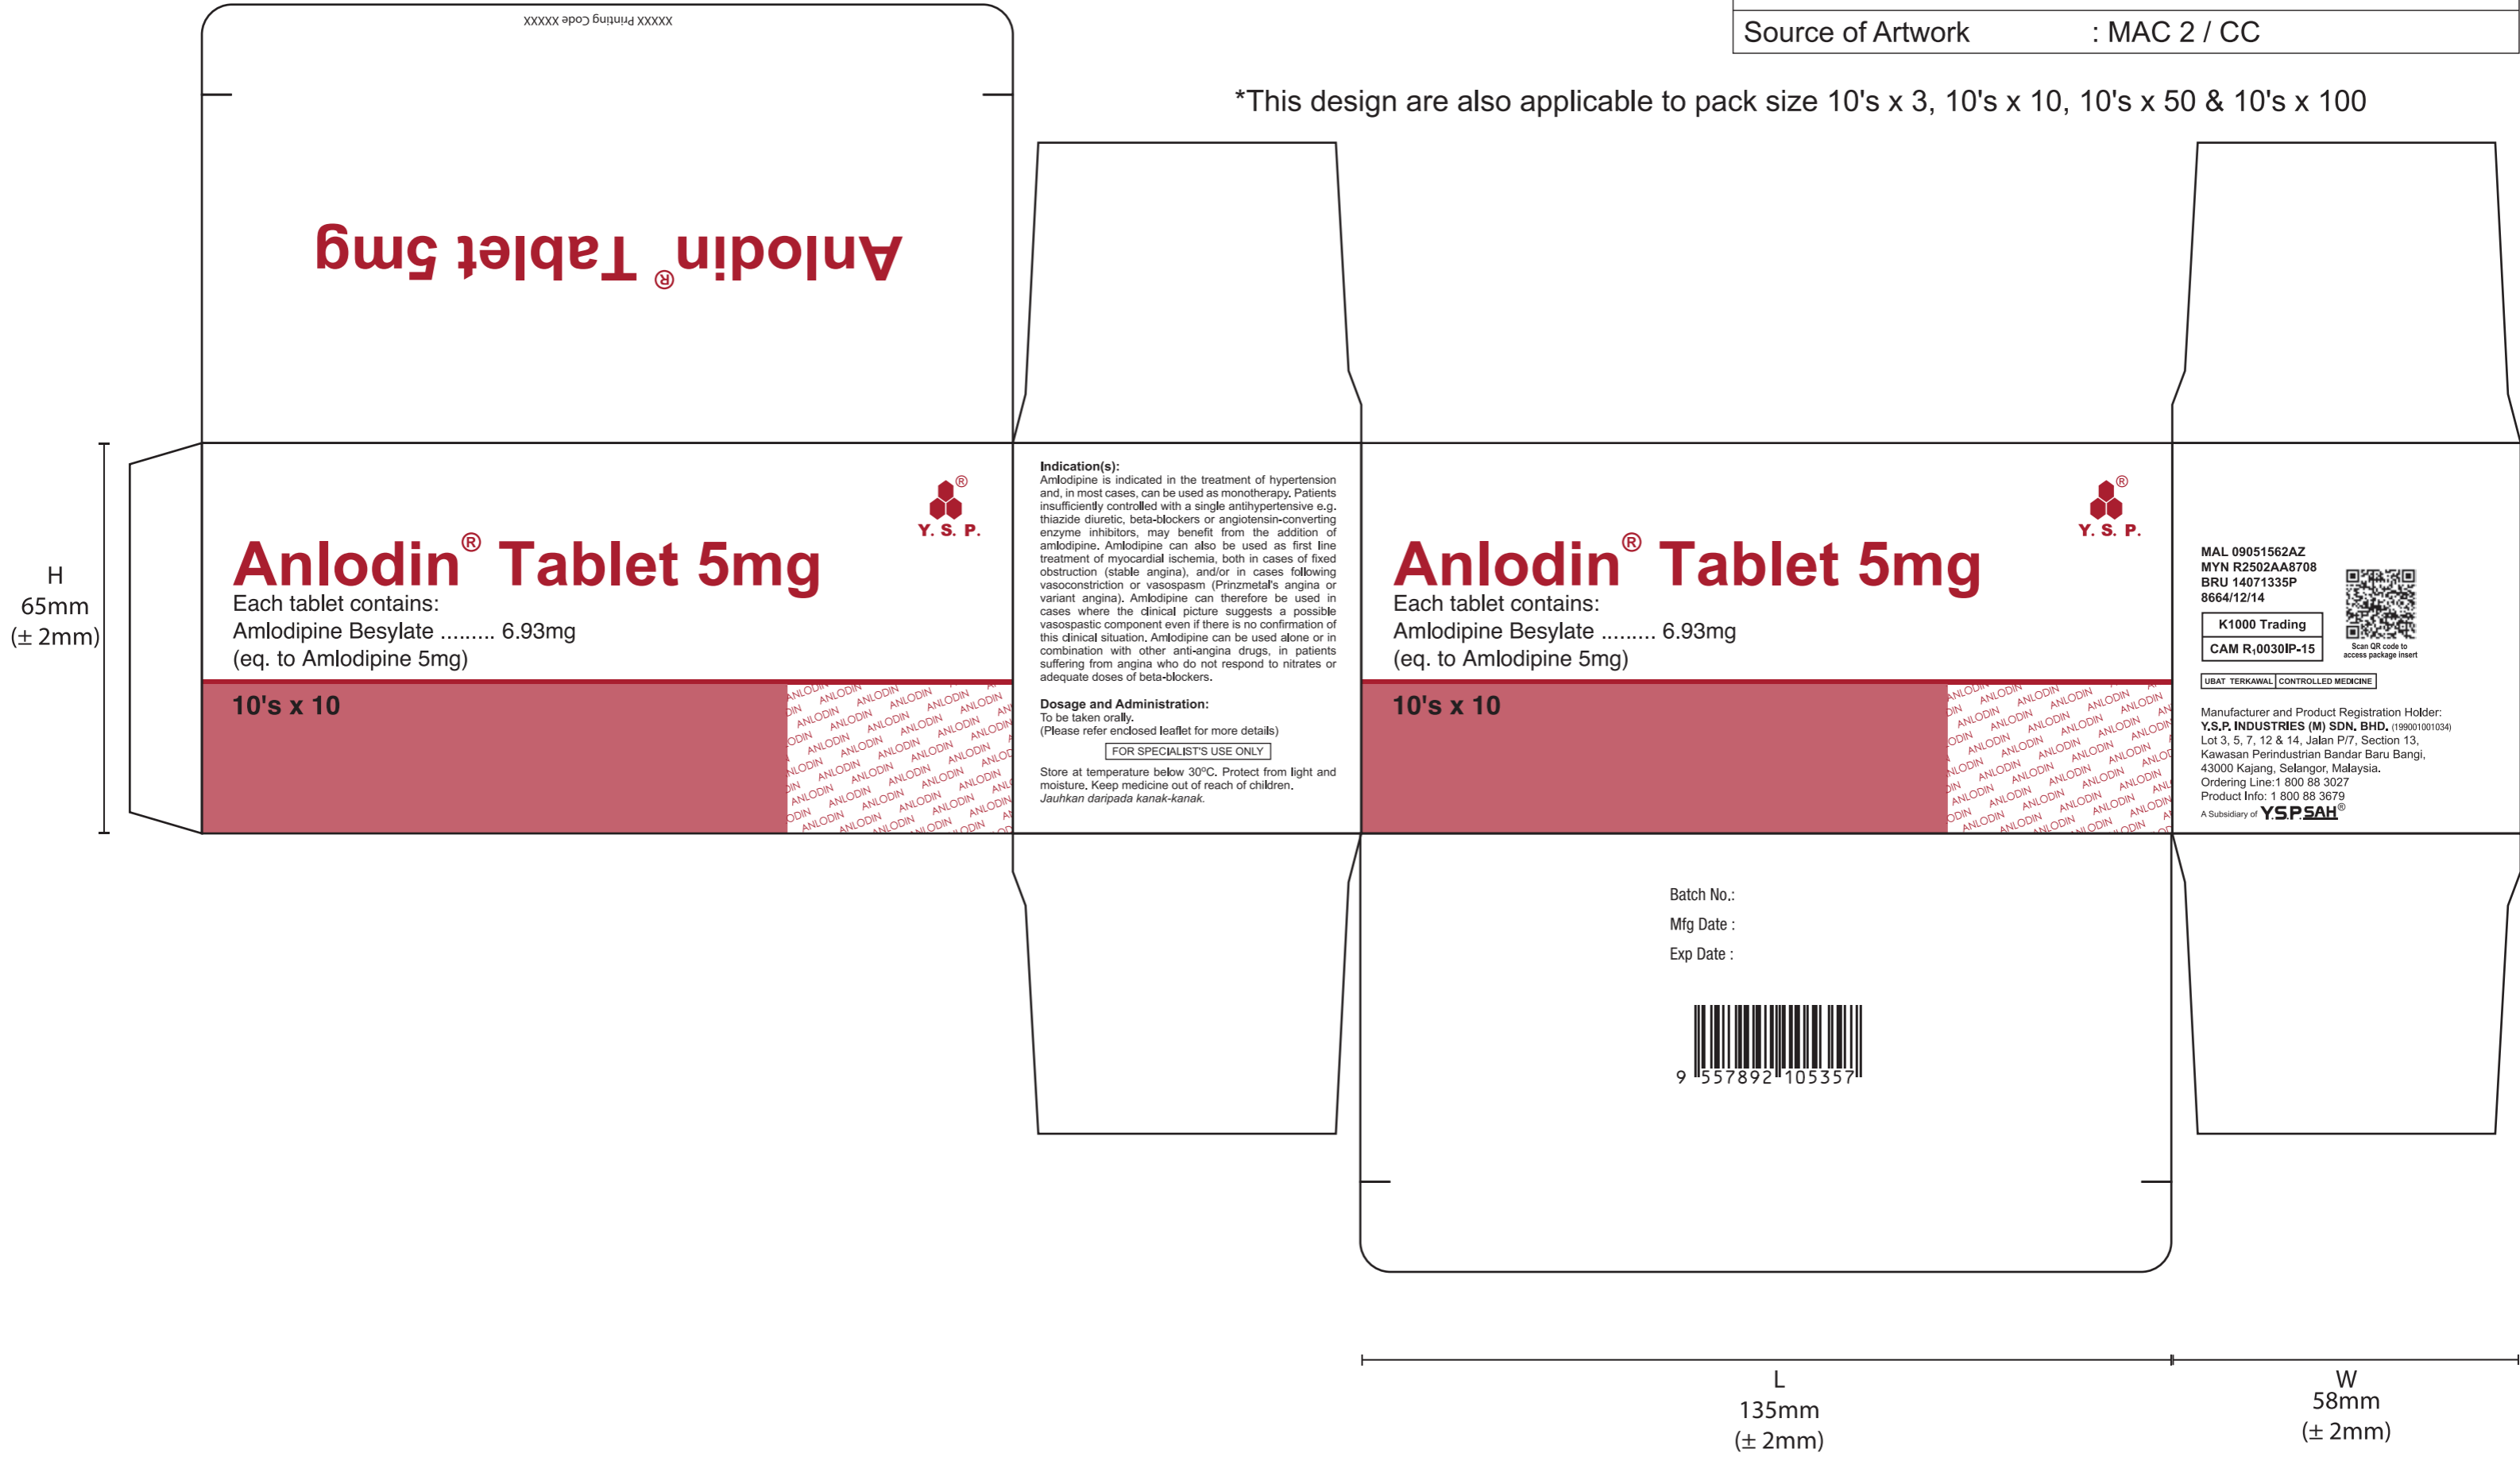 XXXXX Printing Code XXXXX
Source of Artwork : MAC 2 / CC
*This design are also applicable to pack size 10's x 3, 10's x 10, 10's x 50 & 10's x 100
Anlodin® Tablet 5mg
H
65mm
(± 2mm)
®
Y. S. P.
Anlodin® Tablet 5mg
Each tablet contains:
Amlodipine Besylate ......... 6.93mg
(eq. to Amlodipine 5mg)
10's x 10
ANLODIN ANLODIN ANLODIN
Indication(s):
Amlodipine is indicated in the treatment of hypertension
and, in most cases, can be used as monotherapy. Patients
insufficiently controlled with a single antihypertensive e.g.
thiazide diuretic, beta-blockers or angiotensin-converting
enzyme inhibitors, may benefit from the addition of
amlodipine. Amlodipine can also be used as first line
treatment of myocardial ischemia, both in cases of fixed
obstruction (stable angina), and/or in cases following
vasoconstriction or vasospasm (Prinzmetal's angina or
variant angina). Amlodipine can therefore be used in
cases where the clinical picture suggests a possible
vasospastic component even if there is no confirmation of
this clinical situation. Amlodipine can be used alone or in
combination with other anti-angina drugs, in patients
suffering from angina who do not respond to nitrates or
adequate doses of beta-blockers.
Dosage and Administration:
To be taken orally.
(Please refer enclosed leaflet for more details)
FOR SPECIALIST'S USE ONLY
Store at temperature below 30°C. Protect from light and
moisture. Keep medicine out of reach of children.
Jauhkan daripada kanak-kanak.
®
Y. S. P.
Anlodin® Tablet 5mg
Each tablet contains:
Amlodipine Besylate ......... 6.93mg
(eq. to Amlodipine 5mg)
10's x 10
ANLODIN ANLODIN ANLODIN
MAL 09051562AZ
MYN R2502AA8708
BRU 14071335P
8664/12/14
K1000 Trading
CAM R₁0030IP-15
Scan QR code to
access package insert
UBAT TERKAWAL CONTROLLED MEDICINE
Manufacturer and Product Registration Holder:
Y.S.P. INDUSTRIES (M) SDN. BHD. (199001001034)
Lot 3, 5, 7, 12 & 14, Jalan P/7, Section 13,
Kawasan Perindustrian Bandar Baru Bangi,
43000 Kajang, Selangor, Malaysia.
Ordering Line:1 800 88 3027
Product Info: 1 800 88 3679
A Subsidiary of Y.S.P.SAH®
Batch No.:
Mfg Date :
Exp Date :
9 557892 105357
L
135mm
(± 2mm)
W
58mm
(± 2mm)